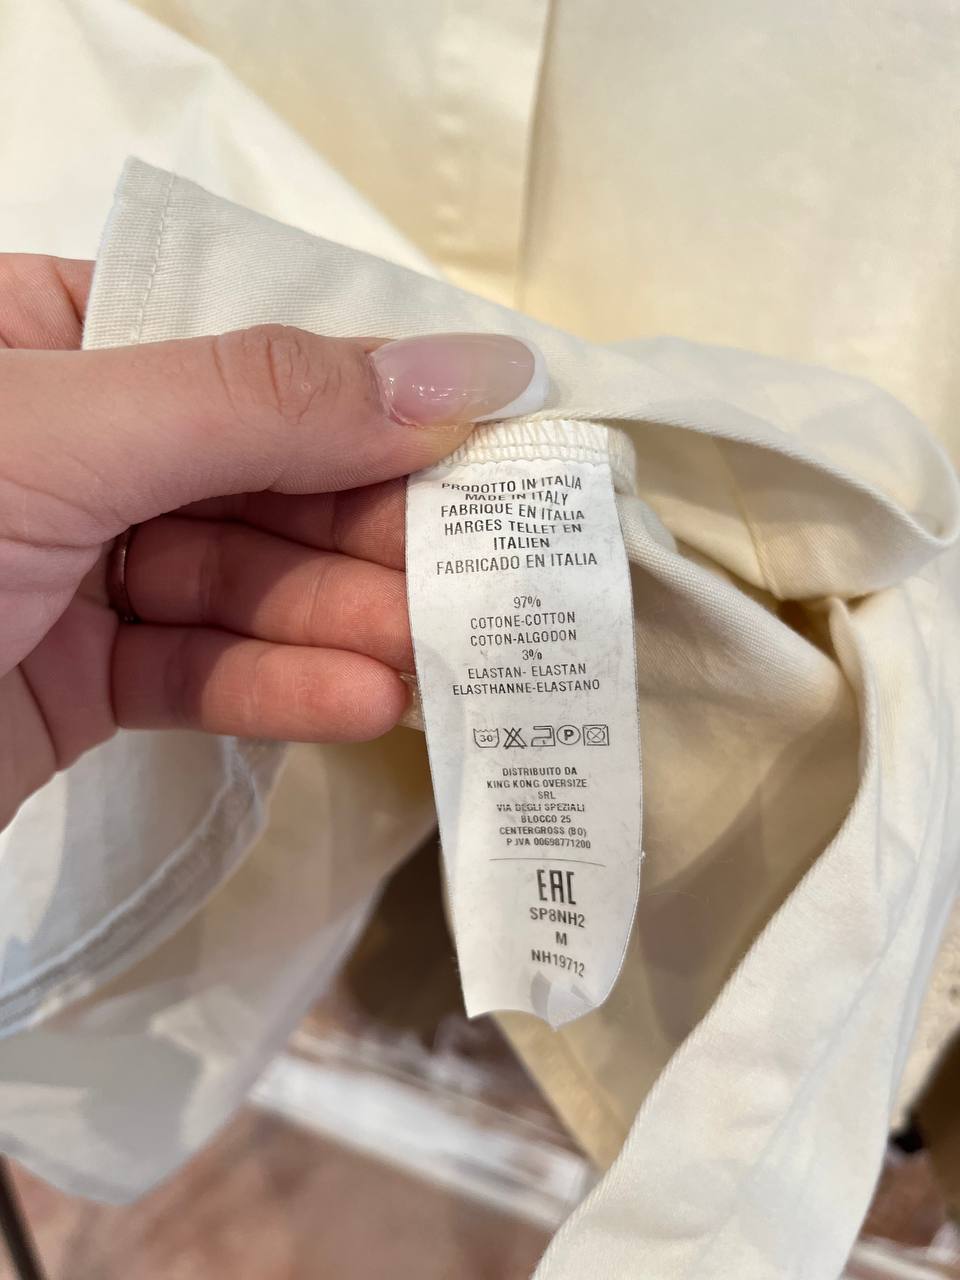 PRODOTTO IN ITALIA
MADE IN ITALY
FABRIQUE EN ITALIA
HARGES TELLET EN
ITALIEN
FABRICADO EN ITALIA
97%
COTONE-COTTON
COTON-ALGODON
3%
ELASTAN- ELASTAN
ELASTHANNE-ELASTANO
30° P
DISTRIBUITO DA
KING KONG OVERSIZE
SRL
VIA DEGLI SPEZIALI
BLOCCO 25
CENTERGROSS (BO)
P.IVA 00698771200
EAC
SP8NH2
M
NH19712